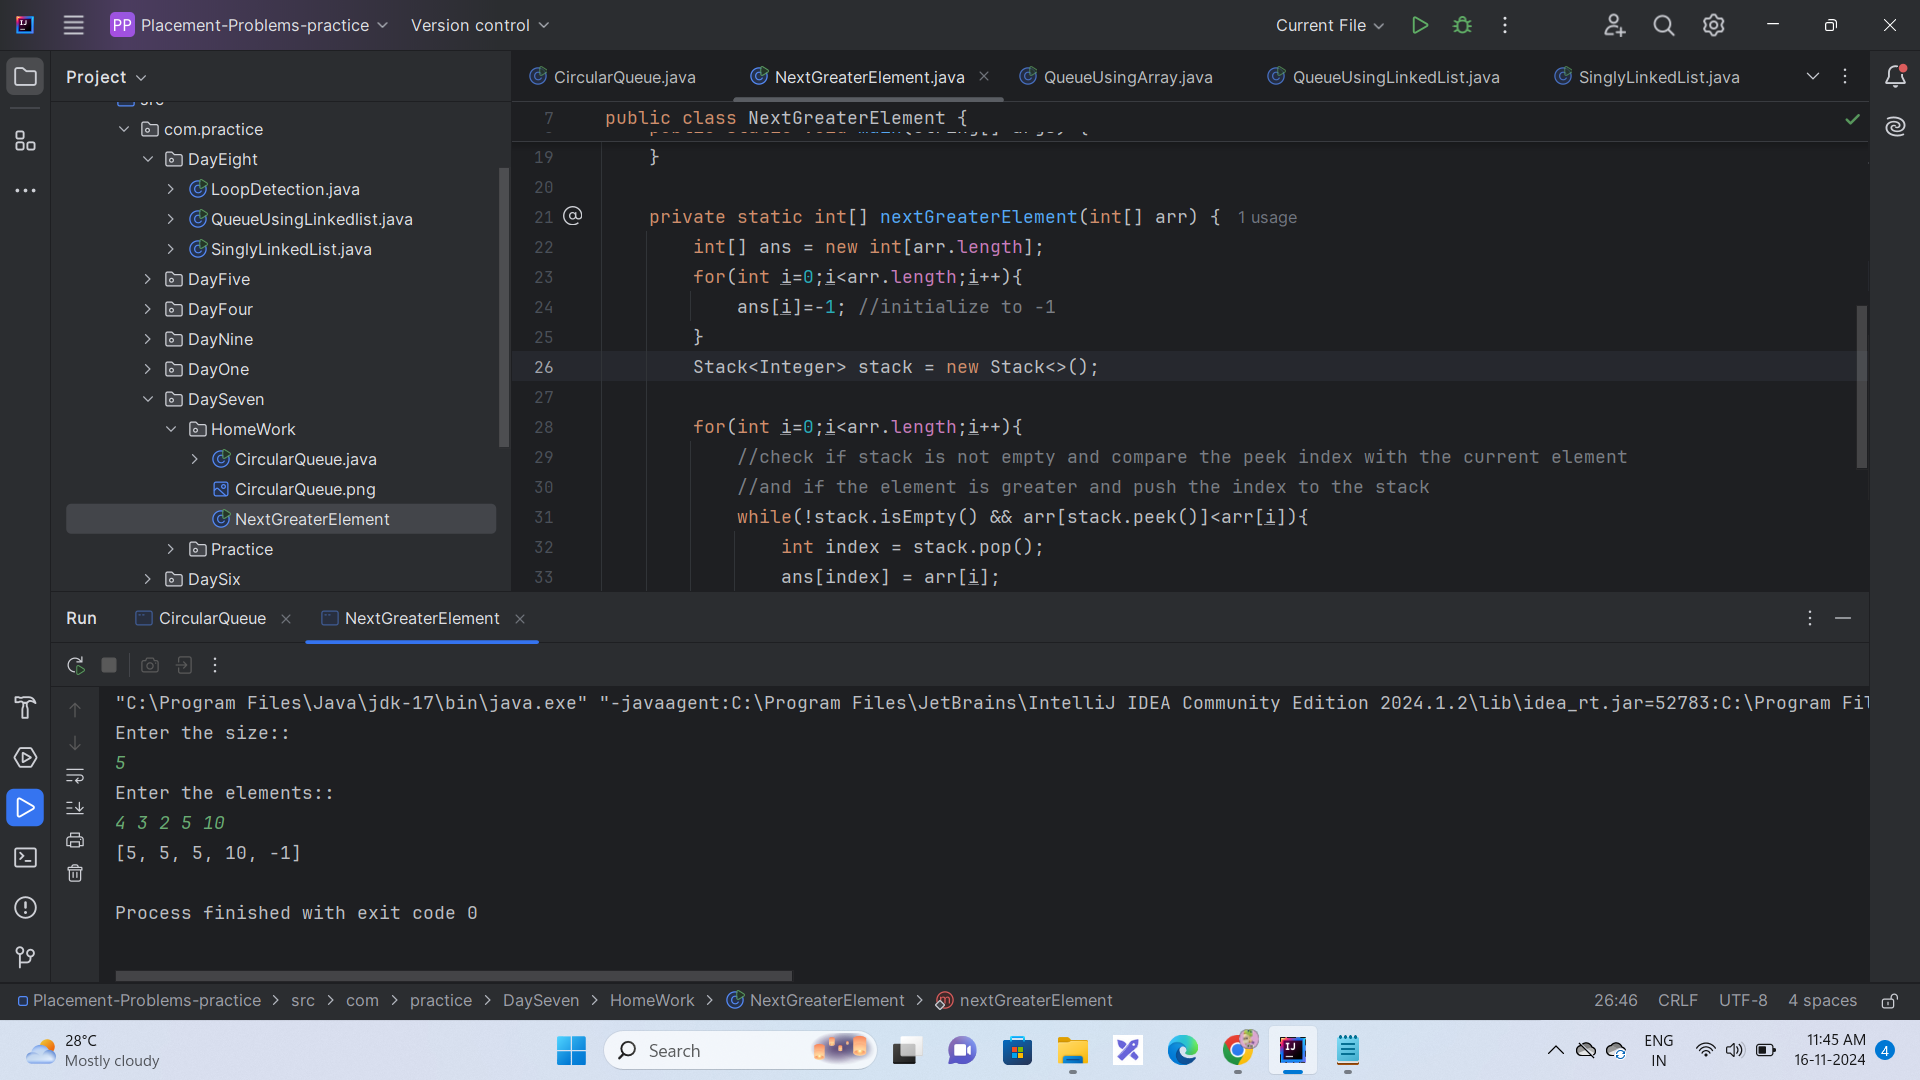 PP Placement-Problems-practice Version control Current File
Project
CircularQueue.java NextGreaterElement.java QueueUsingArray.java QueueUsingLinkedList.java SinglyLinkedList.java
src
com.practice
DayEight
LoopDetection.java
QueueUsingLinkedlist.java
SinglyLinkedList.java
DayFive
DayFour
DayNine
DayOne
DaySeven
HomeWork
CircularQueue.java
CircularQueue.png
NextGreaterElement
Practice
DaySix
7 public class NextGreaterElement {
public static void main(String[] args) {
19 }
20
21 @ private static int[] nextGreaterElement(int[] arr) { 1 usage
22 int[] ans = new int[arr.length];
23 for(int i=0;i<arr.length;i++){
24 ans[i]=-1; //initialize to -1
25 }
26 Stack<Integer> stack = new Stack<>();
27
28 for(int i=0;i<arr.length;i++){
29 //check if stack is not empty and compare the peek index with the current element
30 //and if the element is greater and push the index to the stack
31 while(!stack.isEmpty() && arr[stack.peek()]<arr[i]){
32 int index = stack.pop();
33 ans[index] = arr[i];
Run CircularQueue NextGreaterElement
"C:\Program Files\Java\jdk-17\bin\java.exe" "-javaagent:C:\Program Files\JetBrains\IntelliJ IDEA Community Edition 2024.1.2\lib\idea_rt.jar=52783:C:\Program Fil
Enter the size::
5
Enter the elements::
4 3 2 5 10
[5, 5, 5, 10, -1]
Process finished with exit code 0
Placement-Problems-practice > src > com > practice > DaySeven > HomeWork > NextGreaterElement > nextGreaterElement 26:46 CRLF UTF-8 4 spaces
28°C
Mostly cloudy
Search
ENG
IN
11:45 AM
16-11-2024
4